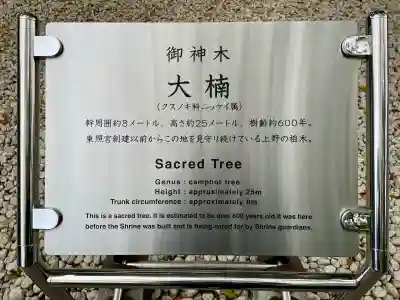 御神木
大楠
(クスノキ科ニッケイ属)
幹周囲約8メートル、高さ約25メートル、樹齢約600年。
東照宮創建以前からこの地を見守り続けている上野の祖木。
Sacred Tree
Genus : camphor tree
Height : approximately 25m
Trunk circumference : approximately 8m
This is a sacred tree. It is estimated to be over 600 years old.It was here
before the Shrine was built and is being cared for by Shrine guardians.